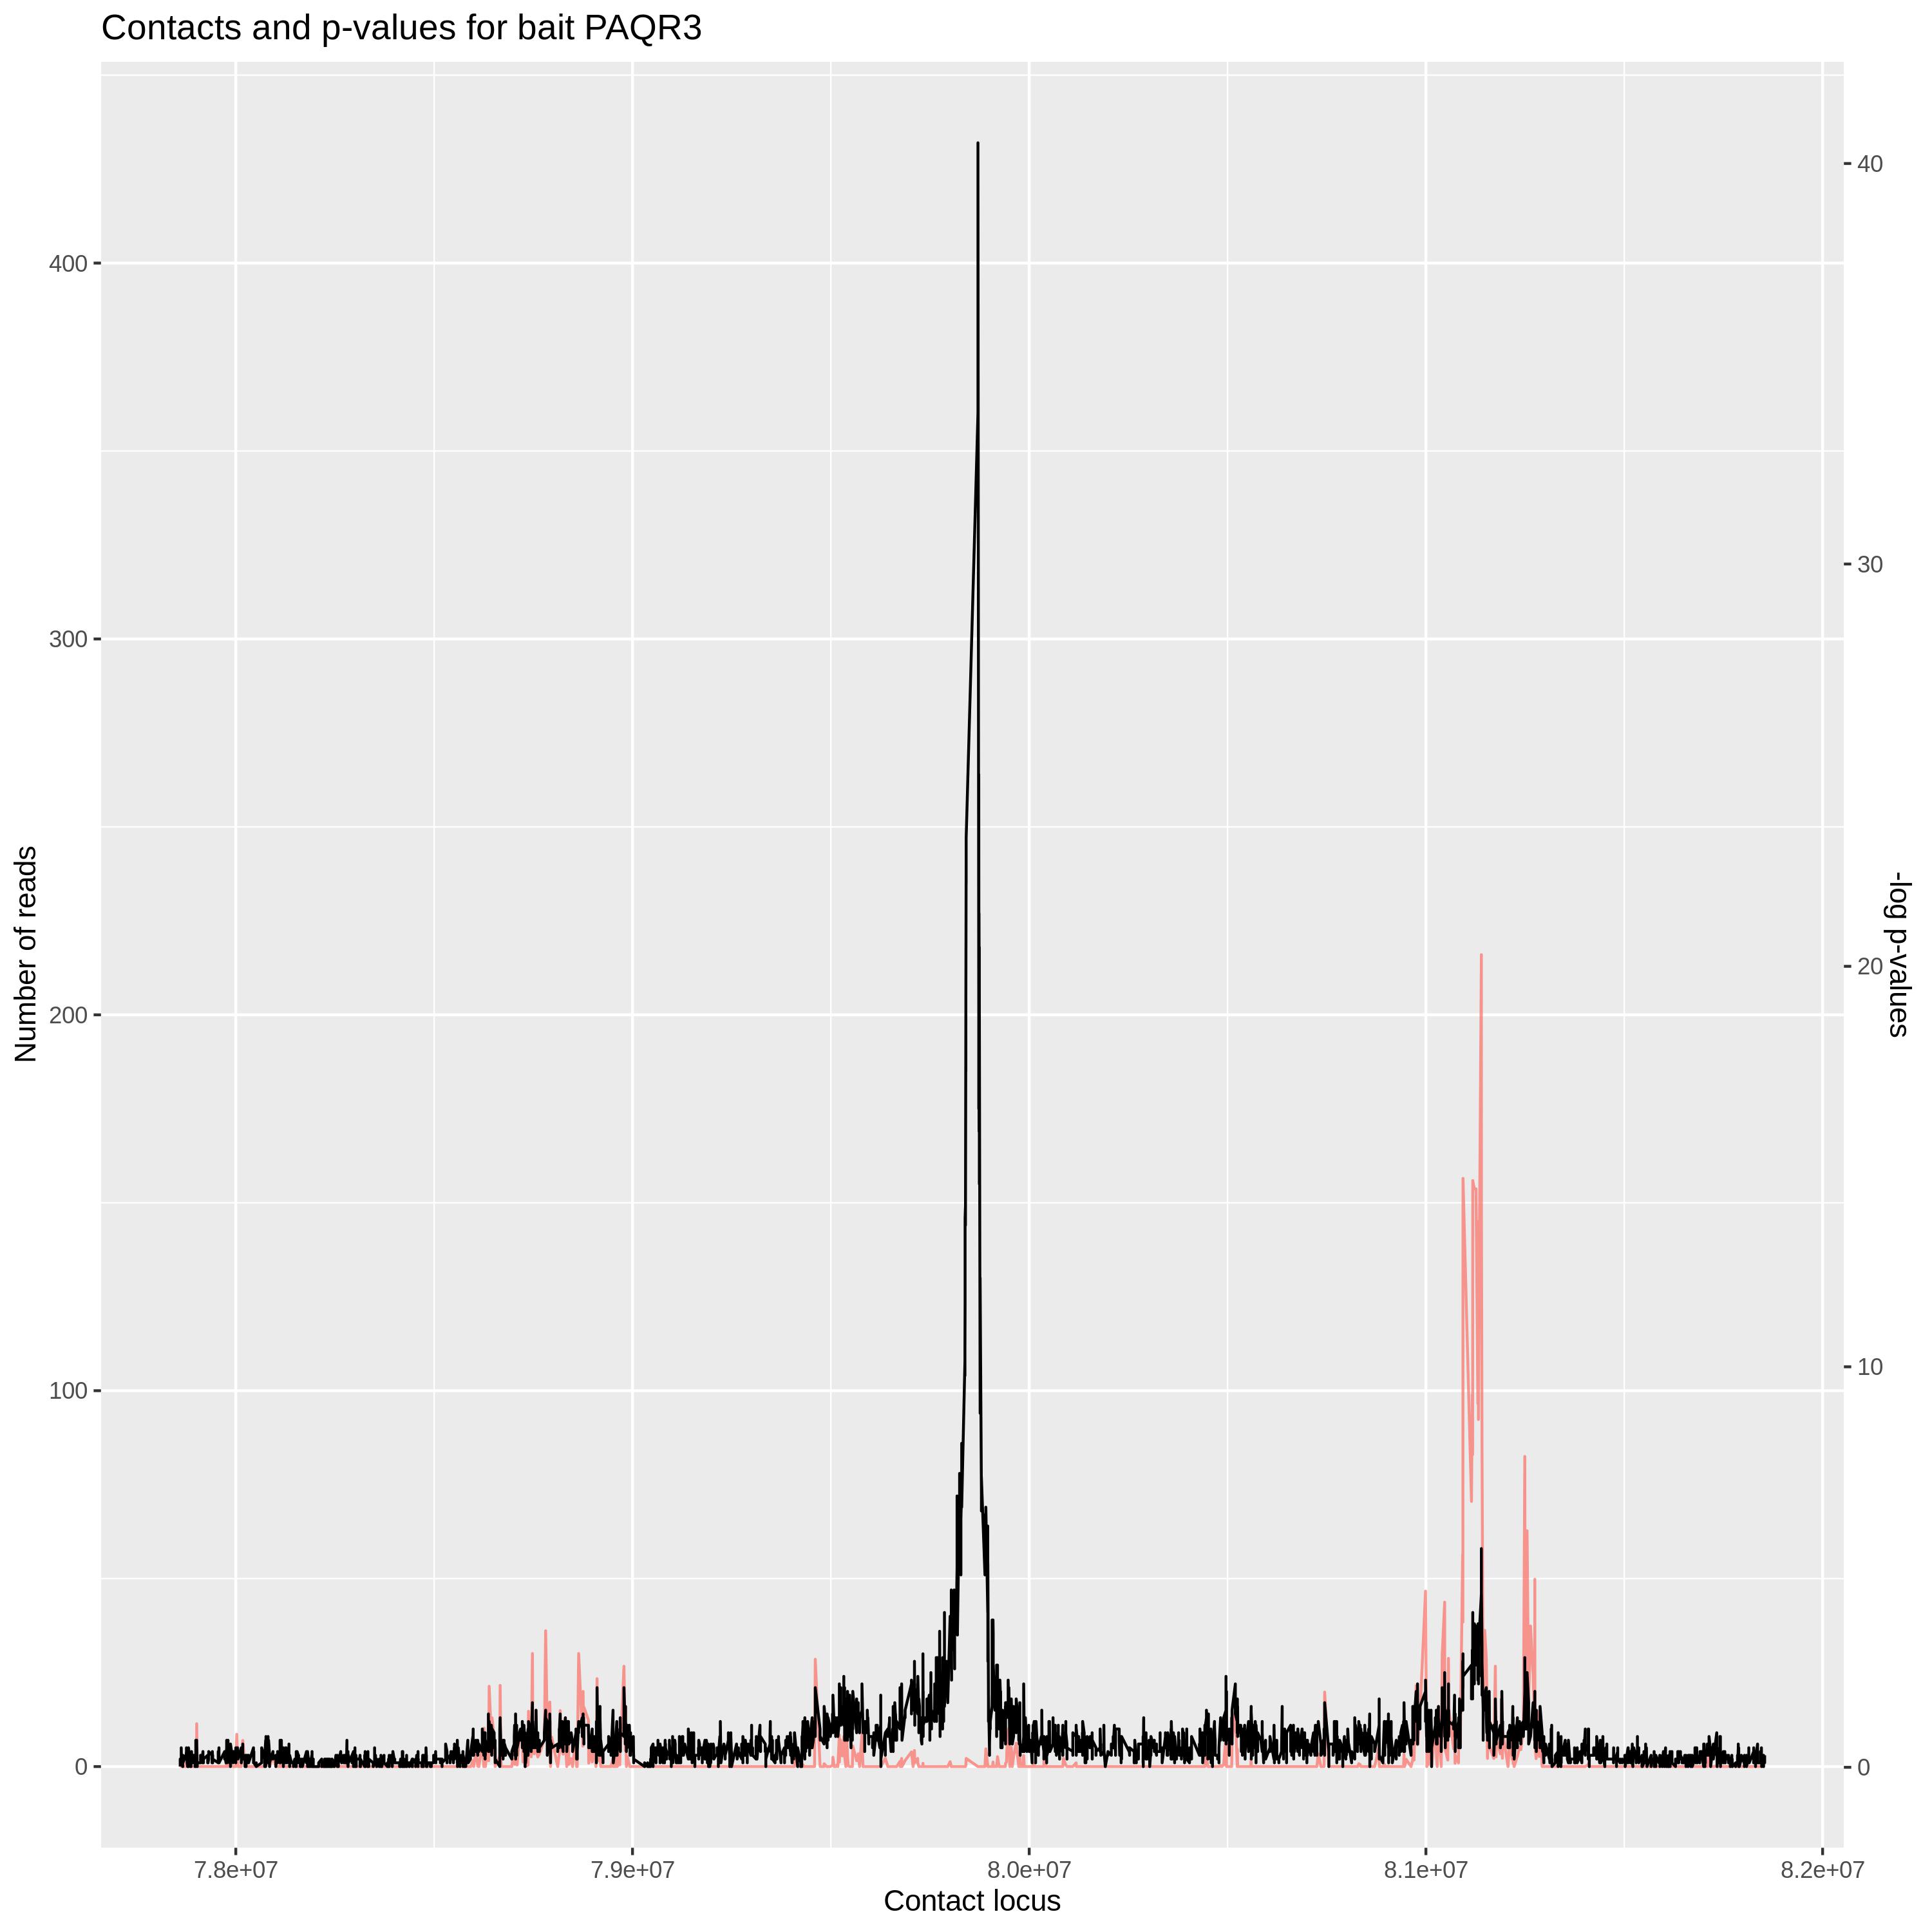 Contacts and p-values for bait PAQR3
Number of reads
400
300
200
100
0
40
30
20
10
0
-log p-values
7.8e+07
7.9e+07
8.0e+07
8.1e+07
8.2e+07
Contact locus